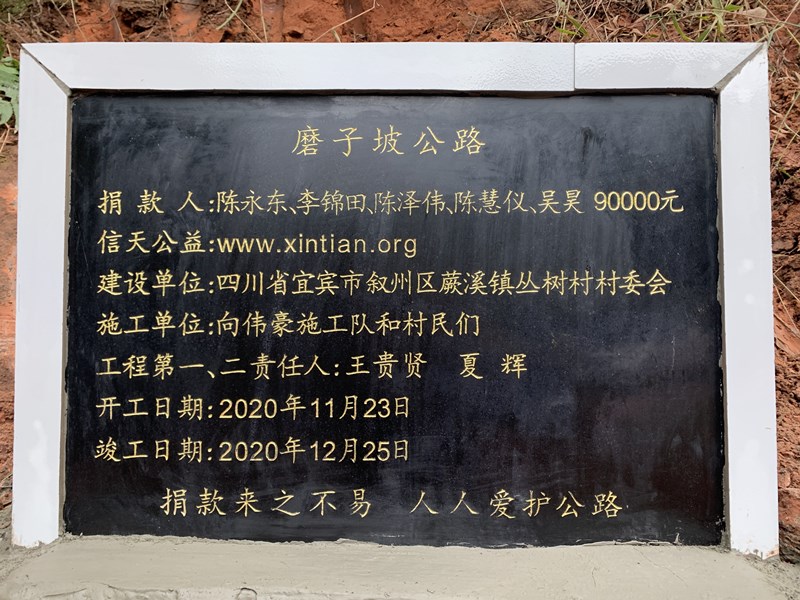 磨子坡公路
捐款人:陈永东、李锦田、陈泽伟、陈慧仪、吴昊 90000元
信天公益:www.xintian.org
建设单位:四川省宜宾市叙州区蕨溪镇丛树村村委会
施工单位:向伟豪施工队和村民们
工程第一、二责任人:王贵贤 夏辉
开工日期:2020年11月23日
竣工日期:2020年12月25日
捐款来之不易 人人爱护公路